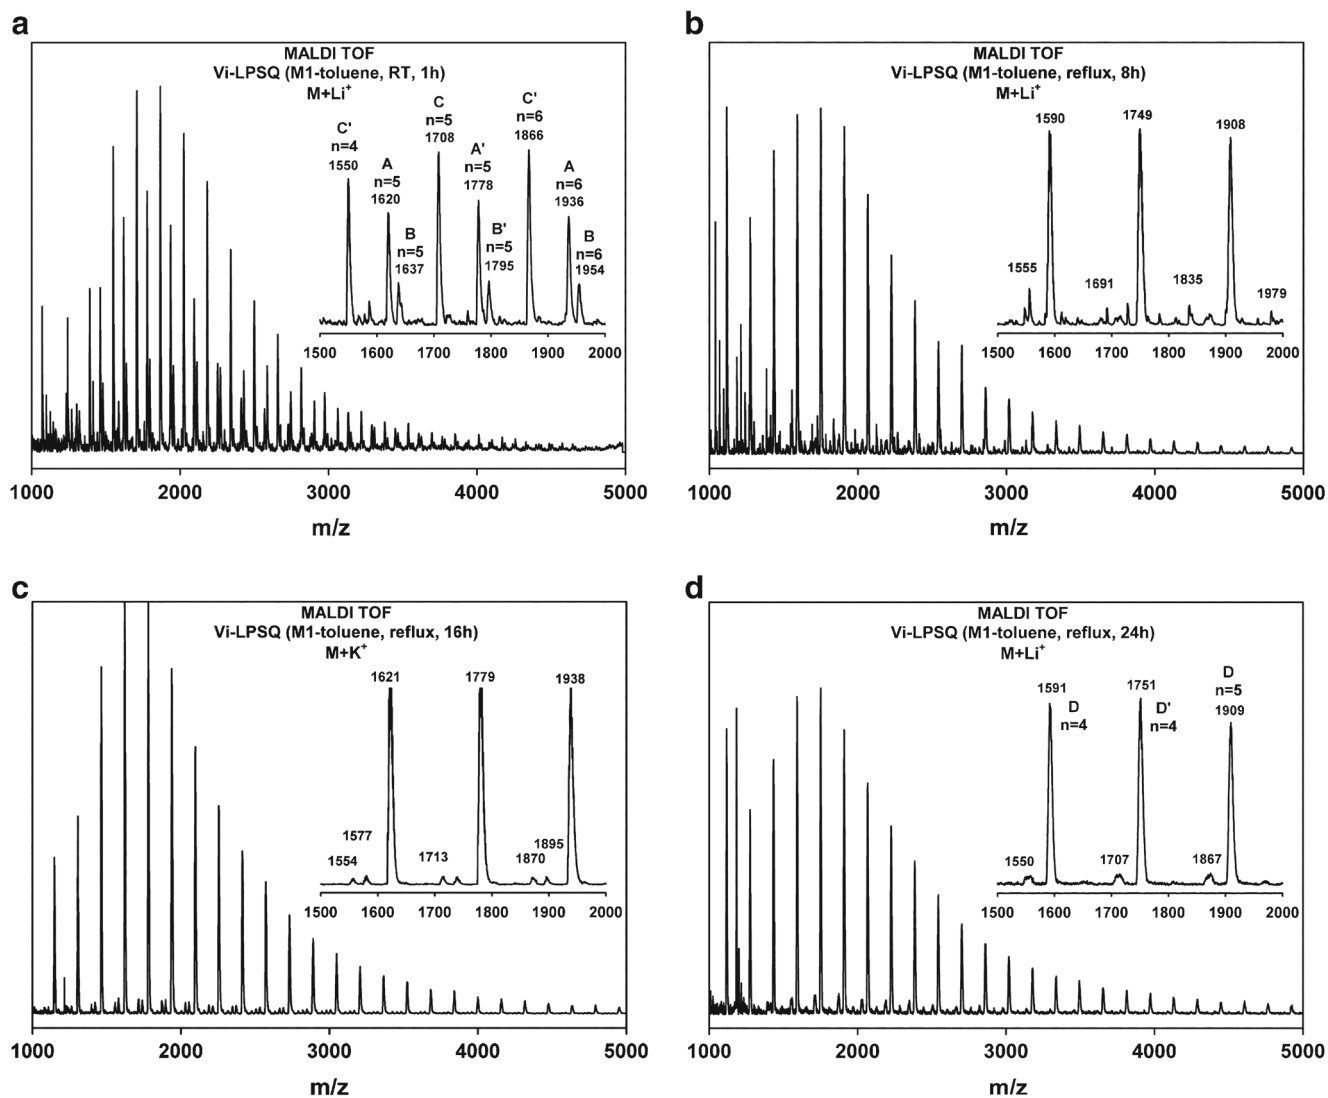 a
MALDI TOF
Vi-LPSQ (M1-toluene, RT, 1h)
M+Li+
C'
n=4
1550
A
n=5
1620
B
n=5
1637
C
n=5
1708
A'
n=5
1778
B'
n=5
1795
C'
n=6
1866
A
n=6
1936
B
n=6
1954
1500 1600 1700 1800 1900 2000
1000 2000 3000 4000 5000
m/z
b
MALDI TOF
Vi-LPSQ (M1-toluene, reflux, 8h)
M+Li+
1590
1749
1908
1555
1691
1835
1979
1500 1600 1700 1800 1900 2000
1000 2000 3000 4000 5000
m/z
c
MALDI TOF
Vi-LPSQ (M1-toluene, reflux, 16h)
M+K+
1621
1779
1938
1577
1554
1713
1895
1870
1500 1600 1700 1800 1900 2000
1000 2000 3000 4000 5000
m/z
d
MALDI TOF
Vi-LPSQ (M1-toluene, reflux, 24h)
M+Li+
1591
D
n=4
1751
D'
n=4
D
n=5
1909
1550
1707
1867
1500 1600 1700 1800 1900 2000
1000 2000 3000 4000 5000
m/z